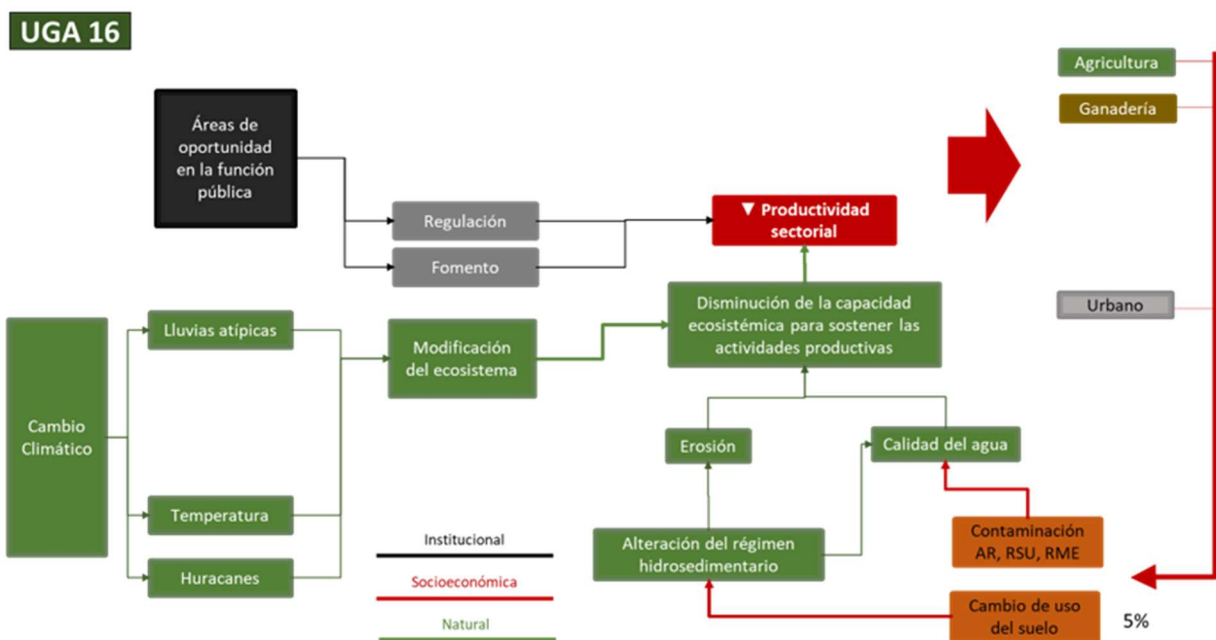 UGA 16
Agricultura
Ganadería
Áreas de
oportunidad
en la función
pública
Regulación
Fomento
▼ Productividad
sectorial
Urbano
Lluvias atípicas
Modificación
del ecosistema
Disminución de la capacidad
ecosistémica para sostener las
actividades productivas
Cambio
Climático
Erosión
Calidad del agua
Temperatura
Huracanes
Institucional
Socioeconómica
Natural
Alteración del régimen
hidrosedimentario
Contaminación
AR, RSU, RME
Cambio de uso
del suelo
5%